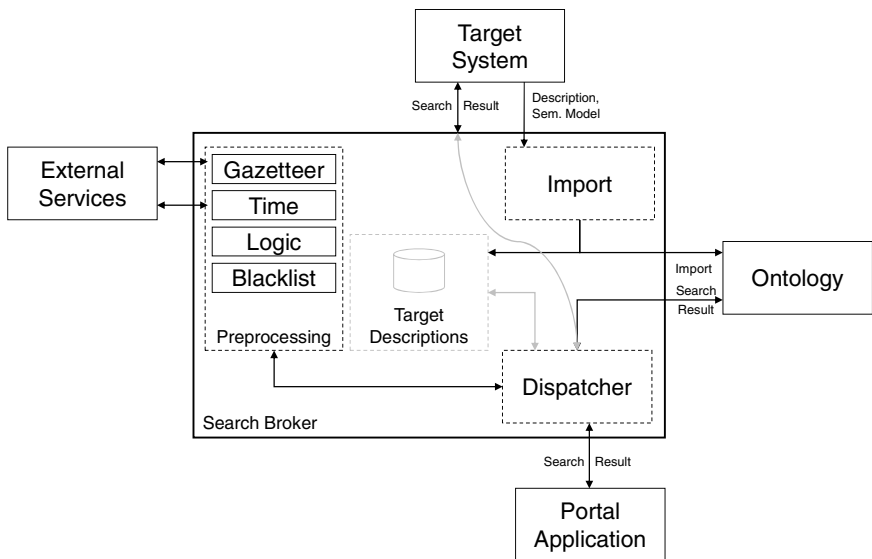 Target
System
Search
Result
Description,
Sem. Model
External
Services
Gazetteer
Time
Logic
Blacklist
Preprocessing
Import
Target
Descriptions
Import
Search
Result
Ontology
Dispatcher
Search Broker
Search
Result
Portal
Application